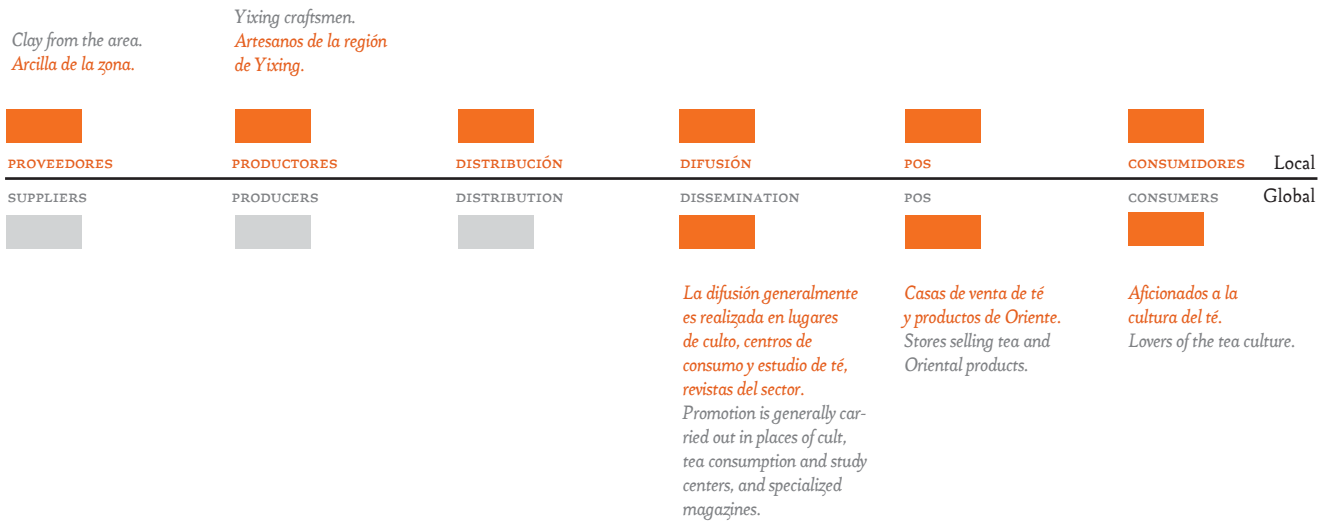 Clay from the area.
Arcilla de la zona.
Yixing craftsmen.
Artesanos de la región
de Yixing.
PROVEEDORES
PRODUCTORES
DISTRIBUCIÓN
DIFUSIÓN
POS
CONSUMIDORES
Local
SUPPLIERS
PRODUCERS
DISTRIBUTION
DISSEMINATION
POS
CONSUMERS
Global
La difusión generalmente
es realizada en lugares
de culto, centros de
consumo y estudio de té,
revistas del sector.
Promotion is generally car-
ried out in places of cult,
tea consumption and study
centers, and specialized
magazines.
Casas de venta de té
y productos de Oriente.
Stores selling tea and
Oriental products.
Aficionados a la
cultura del té.
Lovers of the tea culture.